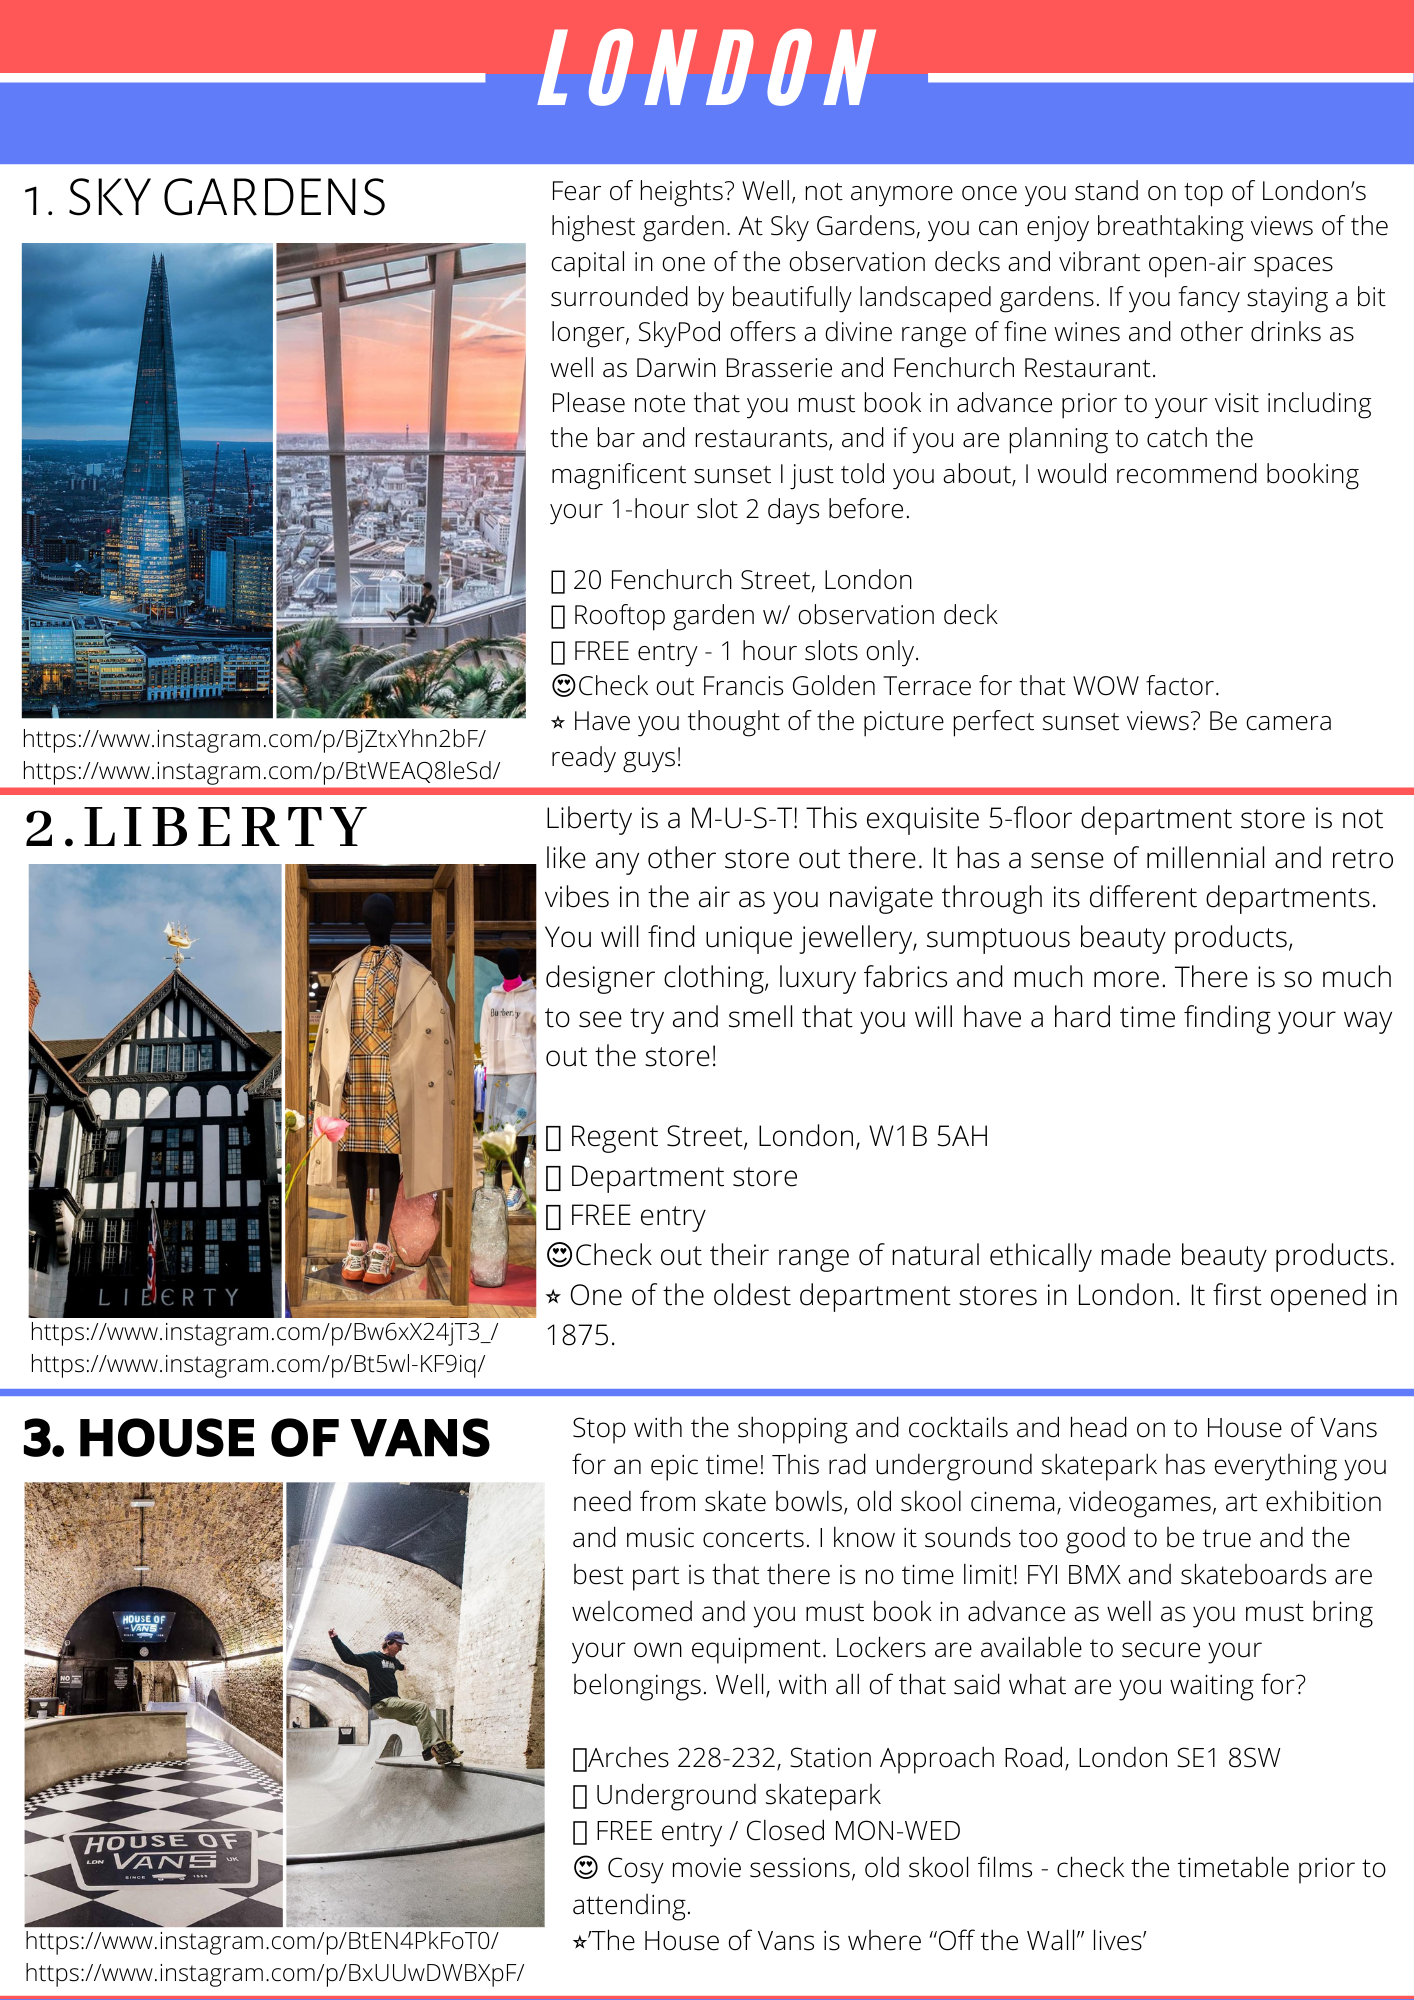 LONDON
1. SKY GARDENS
Fear of heights? Well, not anymore once you stand on top of London’s
highest garden. At Sky Gardens, you can enjoy breathtaking views of the
capital in one of the observation decks and vibrant open-air spaces
surrounded by beautifully landscaped gardens. If you fancy staying a bit
longer, SkyPod offers a divine range of fine wines and other drinks as
well as Darwin Brasserie and Fenchurch Restaurant.
Please note that you must book in advance prior to your visit including
the bar and restaurants, and if you are planning to catch the
magnificent sunset I just told you about, I would recommend booking
your 1-hour slot 2 days before.
▯ 20 Fenchurch Street, London
▯ Rooftop garden w/ observation deck
▯ FREE entry - 1 hour slots only.
😍Check out Francis Golden Terrace for that WOW factor.
⭐ Have you thought of the picture perfect sunset views? Be camera
ready guys!
https://www.instagram.com/p/BjZtxYhn2bF/
https://www.instagram.com/p/BtWEAQ8leSd/
2.LIBERTY
Liberty is a M-U-S-T! This exquisite 5-floor department store is not
like any other store out there. It has a sense of millennial and retro
vibes in the air as you navigate through its different departments.
You will find unique jewellery, sumptuous beauty products,
designer clothing, luxury fabrics and much more. There is so much
to see try and smell that you will have a hard time finding your way
out the store!
▯ Regent Street, London, W1B 5AH
▯ Department store
▯ FREE entry
😍Check out their range of natural ethically made beauty products.
⭐ One of the oldest department stores in London. It first opened in
1875.
Burberry
LIBERTY
https://www.instagram.com/p/Bw6xX24jT3_/
https://www.instagram.com/p/Bt5wl-KF9iq/
3. HOUSE OF VANS
Stop with the shopping and cocktails and head on to House of Vans
for an epic time! This rad underground skatepark has everything you
need from skate bowls, old skool cinema, videogames, art exhibition
and music concerts. I know it sounds too good to be true and the
best part is that there is no time limit! FYI BMX and skateboards are
welcomed and you must book in advance as well as you must bring
your own equipment. Lockers are available to secure your
belongings. Well, with all of that said what are you waiting for?
▯Arches 228-232, Station Approach Road, London SE1 8SW
▯ Underground skatepark
▯ FREE entry / Closed MON-WED
😍 Cosy movie sessions, old skool films - check the timetable prior to
attending.
⭐’The House of Vans is where “Off the Wall” lives’
HOUSE OF
VANS
NO
HOUSE OF
LDN VANS UK
SINCE 1966
https://www.instagram.com/p/BtEN4PkFoT0/
https://www.instagram.com/p/BxUUwDWBXpF/